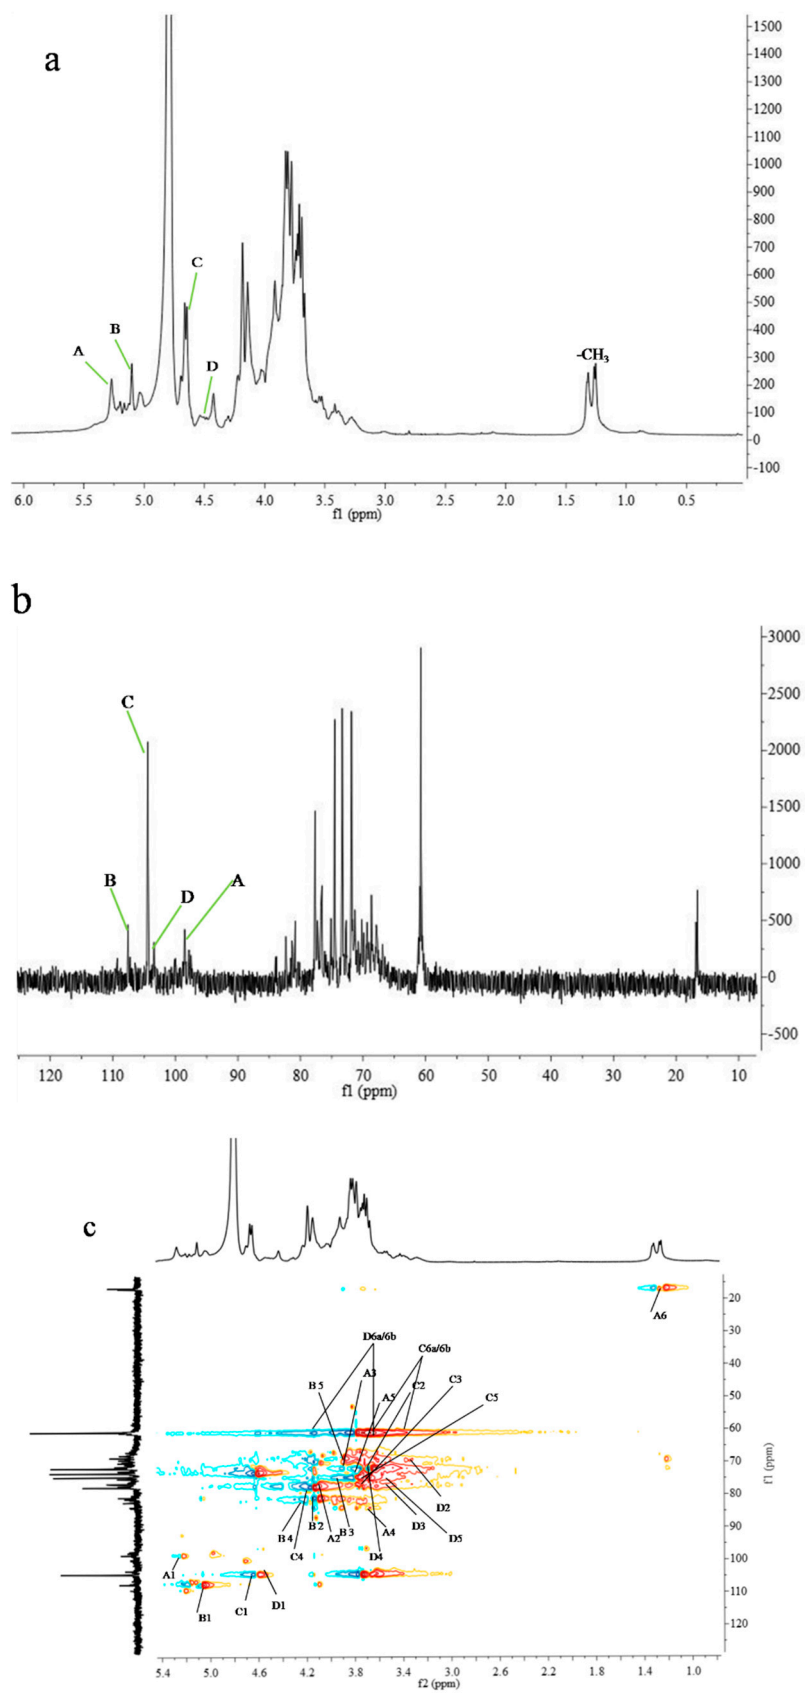 a
A
B
C
D
-CH₃
1500
1400
1300
1200
1100
1000
900
800
700
600
500
400
300
200
100
0
-100
6.0 5.5 5.0 4.5 4.0 3.5 3.0 2.5 2.0 1.5 1.0 0.5
f1 (ppm)
b
C
B
D
A
3000
2500
2000
1500
1000
500
0
-500
120 110 100 90 80 70 60 50 40 30 20 10
f1 (ppm)
c
A6
D6a/6b
C6a/6b
A3
C3
B 5
A5
C2
C5
D2
B 4
B 2
A2
B 3
A4
D3
D5
C4
D4
A1
B1
C1
D1
20
30
40
50
60
70
80
90
100
110
120
f1 (ppm)
5.4 5.0 4.6 4.2 3.8 3.4 3.0 2.6 2.2 1.8 1.4 1.0
f2 (ppm)